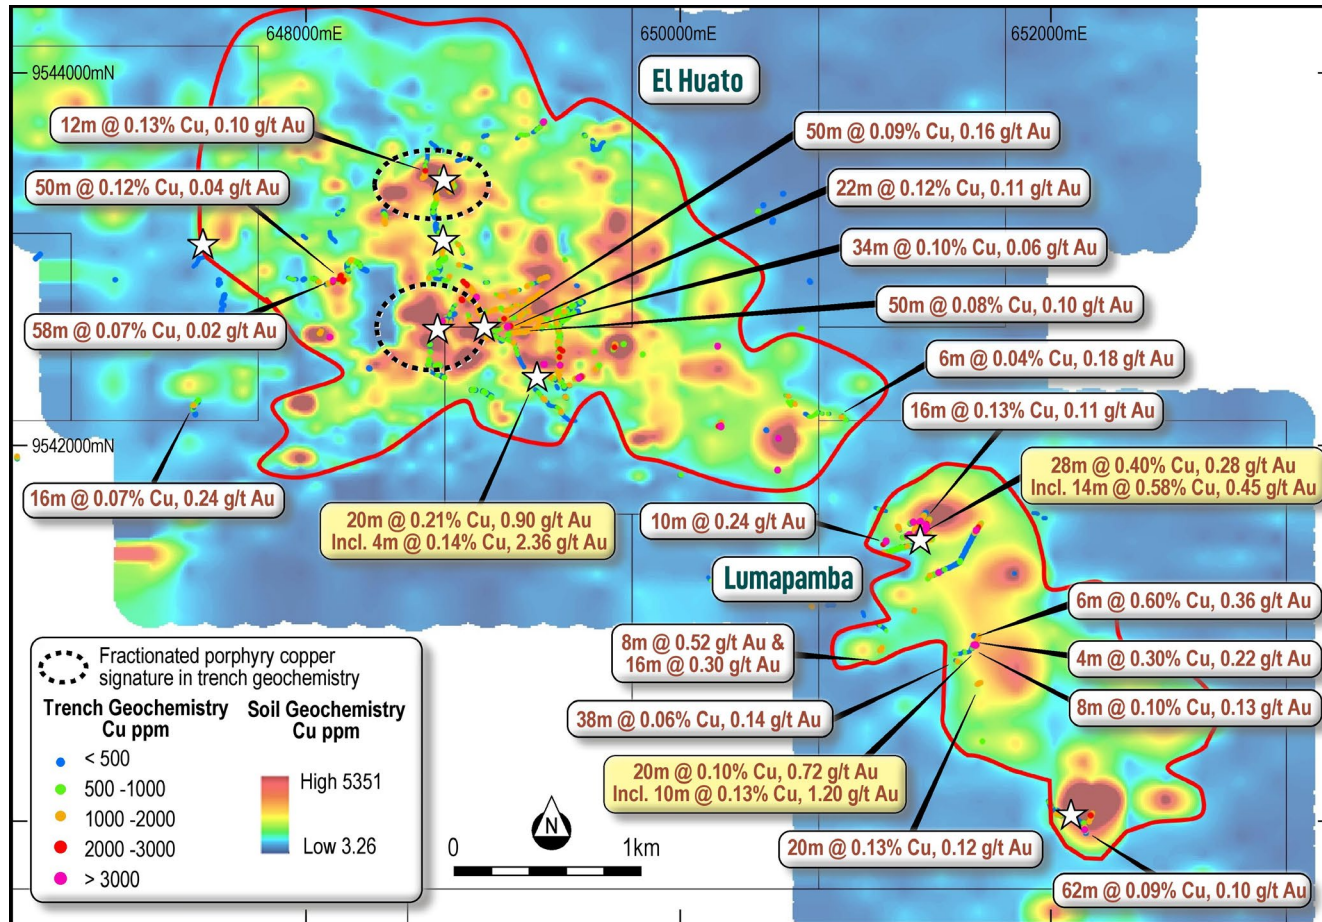 648000mE
650000mE
652000mE
9544000mN
El Huato
12m @ 0.13% Cu, 0.10 g/t Au
50m @ 0.09% Cu, 0.16 g/t Au
50m @ 0.12% Cu, 0.04 g/t Au
22m @ 0.12% Cu, 0.11 g/t Au
34m @ 0.10% Cu, 0.06 g/t Au
50m @ 0.08% Cu, 0.10 g/t Au
58m @ 0.07% Cu, 0.02 g/t Au
6m @ 0.04% Cu, 0.18 g/t Au
16m @ 0.13% Cu, 0.11 g/t Au
9542000mN
28m @ 0.40% Cu, 0.28 g/t Au
Incl. 14m @ 0.58% Cu, 0.45 g/t Au
16m @ 0.07% Cu, 0.24 g/t Au
20m @ 0.21% Cu, 0.90 g/t Au
Incl. 4m @ 0.14% Cu, 2.36 g/t Au
10m @ 0.24 g/t Au
Lumapamba
6m @ 0.60% Cu, 0.36 g/t Au
8m @ 0.52 g/t Au &
16m @ 0.30 g/t Au
4m @ 0.30% Cu, 0.22 g/t Au
8m @ 0.10% Cu, 0.13 g/t Au
38m @ 0.06% Cu, 0.14 g/t Au
20m @ 0.10% Cu, 0.72 g/t Au
Incl. 10m @ 0.13% Cu, 1.20 g/t Au
20m @ 0.13% Cu, 0.12 g/t Au
62m @ 0.09% Cu, 0.10 g/t Au
Fractionated porphyry copper
signature in trench geochemistry
Trench Geochemistry
Cu ppm
< 500
500 -1000
1000 -2000
2000 -3000
> 3000
Soil Geochemistry
Cu ppm
High 5351
Low 3.26
N
0 1km